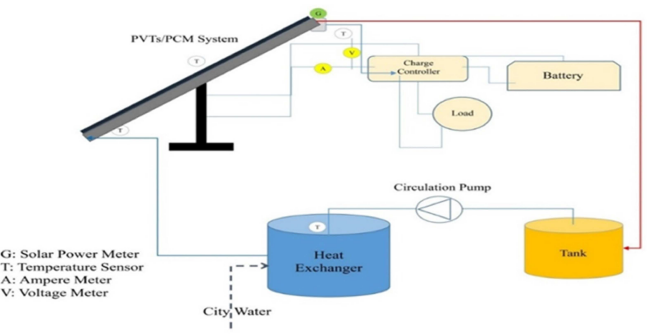 G
PVTs/PCM System
T
V
T
A
Charge
Controller
Battery
Load
T
Circulation Pump
T
Heat
Exchanger
Tank
G: Solar Power Meter
T: Temperature Sensor
A: Ampere Meter
V: Voltage Meter
City Water